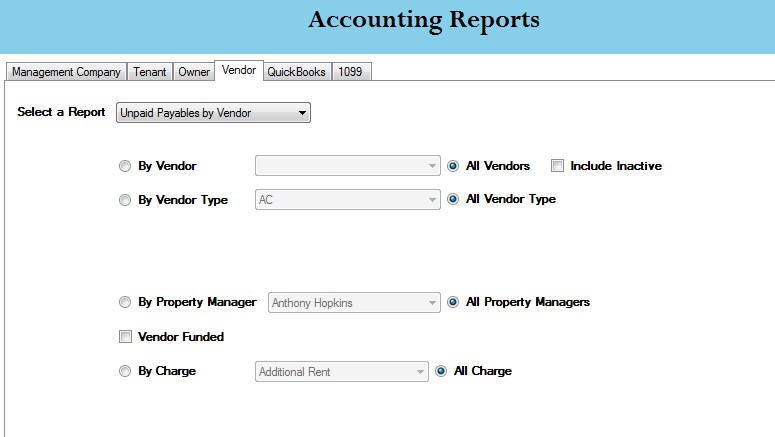 Accounting Reports
Management Company Tenant Owner Vendor QuickBooks 1099
Select a Report Unpaid Payables by Vendor
By Vendor All Vendors Include Inactive
By Vendor Type AC All Vendor Type
By Property Manager Anthony Hopkins All Property Managers
Vendor Funded
By Charge Additional Rent All Charge